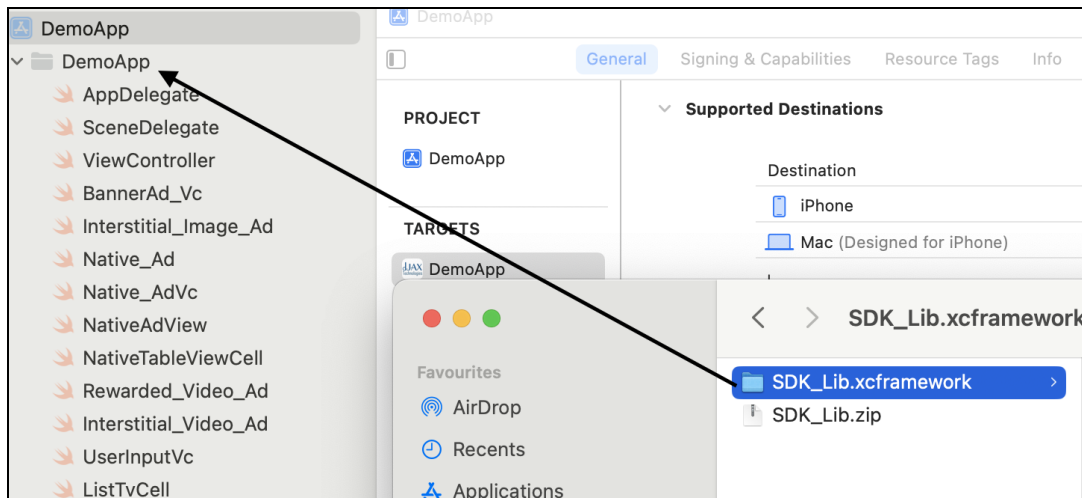 DemoApp
DemoApp
AppDelegate
SceneDelegate
ViewController
BannerAd_Vc
Interstitial_Image_Ad
Native_Ad
Native_AdVc
NativeAdView
NativeTableViewCell
Rewarded_Video_Ad
Interstitial_Video_Ad
UserInputVc
ListTvCell
DemoApp
General Signing & Capabilities Resource Tags Info
PROJECT
DemoApp
TARGETS
DemoApp
Supported Destinations
Destination
iPhone
Mac (Designed for iPhone)
Favourites
AirDrop
Recents
Applications
SDK_Lib.xcframework
SDK_Lib.xcframework
SDK_Lib.zip